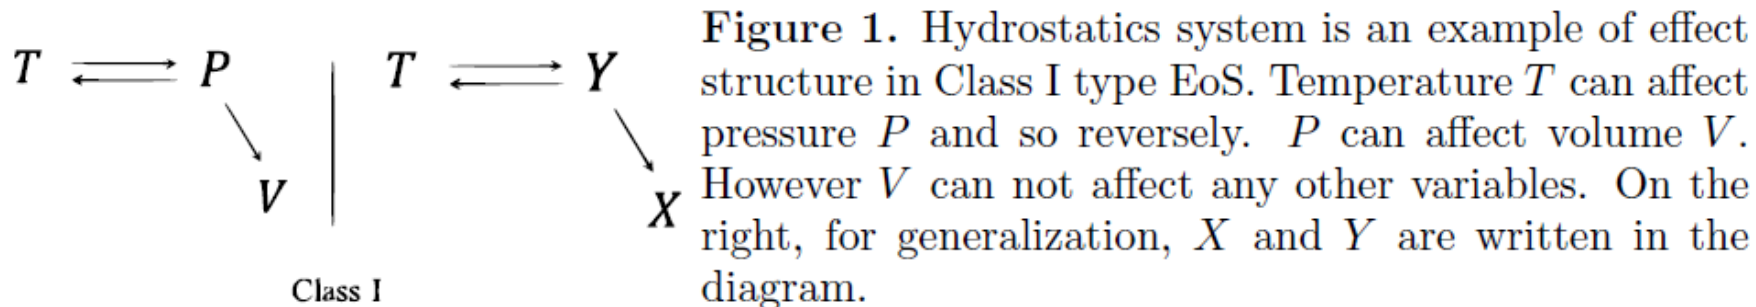 T ⇌ P | T ⇌ Y
V
X
Class I
Figure 1. Hydrostatics system is an example of effect
structure in Class I type EoS. Temperature T can affect
pressure P and so reversely. P can affect volume V.
However V can not affect any other variables. On the
right, for generalization, X and Y are written in the
diagram.